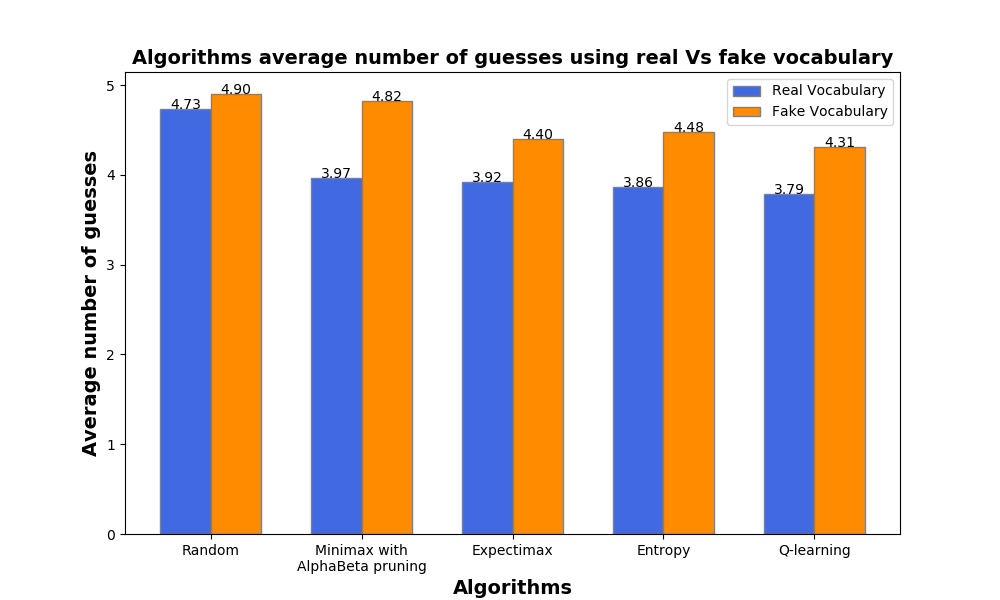 Algorithms average number of guesses using real Vs fake vocabulary
Real Vocabulary
Fake Vocabulary
Average number of guesses
5
4
3
2
1
0
4.73
4.90
3.97
4.82
3.92
4.40
3.86
4.48
3.79
4.31
Random
Minimax with
AlphaBeta pruning
Expectimax
Entropy
Q-learning
Algorithms